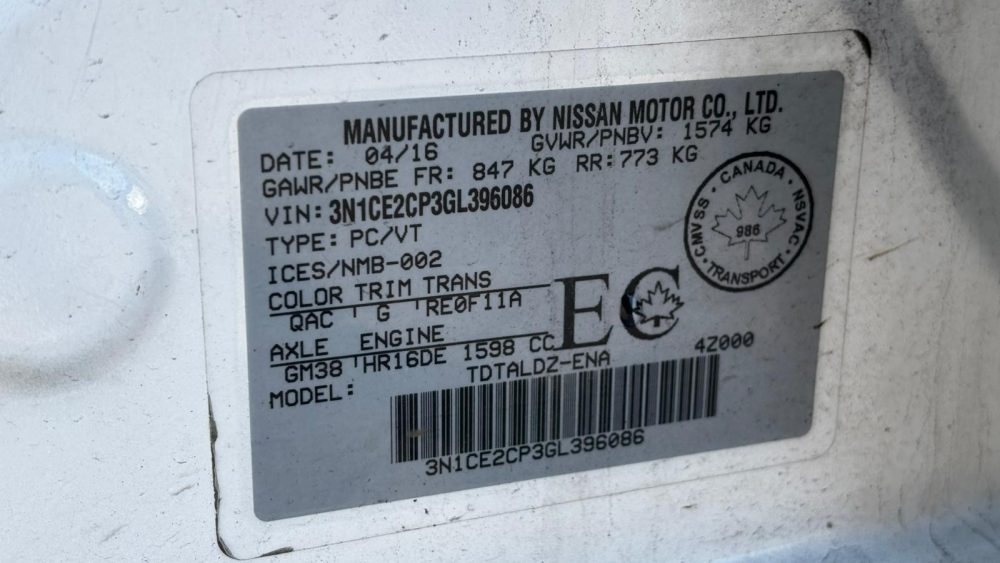 MANUFACTURED BY NISSAN MOTOR CO., LTD.
DATE: 04/16 GVWR/PNBV: 1574 KG
GAWR/PNBE FR: 847 KG RR: 773 KG
VIN: 3N1CE2CP3GL396086
TYPE: PC/VT
ICES/NMB-002
COLOR TRIM TRANS
QAC ' G ' RE0F11A
AXLE ENGINE
GM38 ' HR16DE 1598 CC
MODEL: TDTALDZ-ENA 4Z000
3N1CE2CP3GL396086
EC
· CANADA ·
NSVAC · TRANSPORT · CMVSS
986